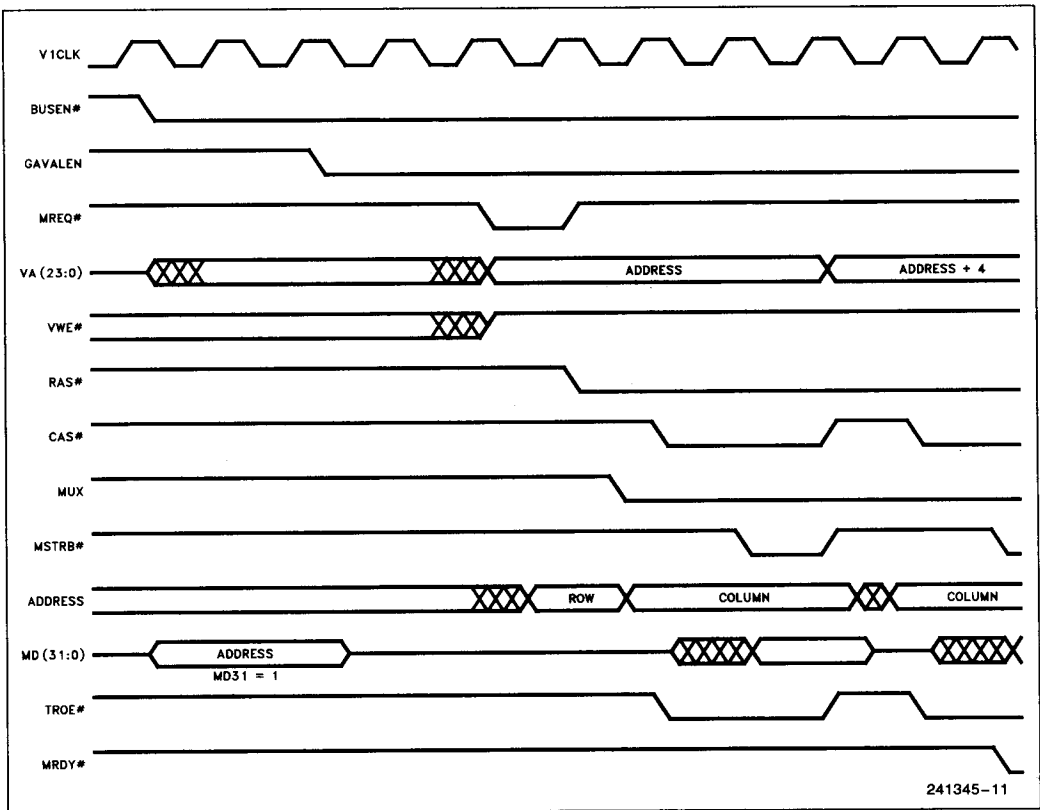 V1CLK
BUSEN#
GAVALEN
MREQ#
VA (23:0) ADDRESS ADDRESS + 4
VWE#
RAS#
CAS#
MUX
MSTRB#
ADDRESS ROW COLUMN COLUMN
MD (31:0) ADDRESS
MD31 = 1
TROE#
MRDY#
241345-11